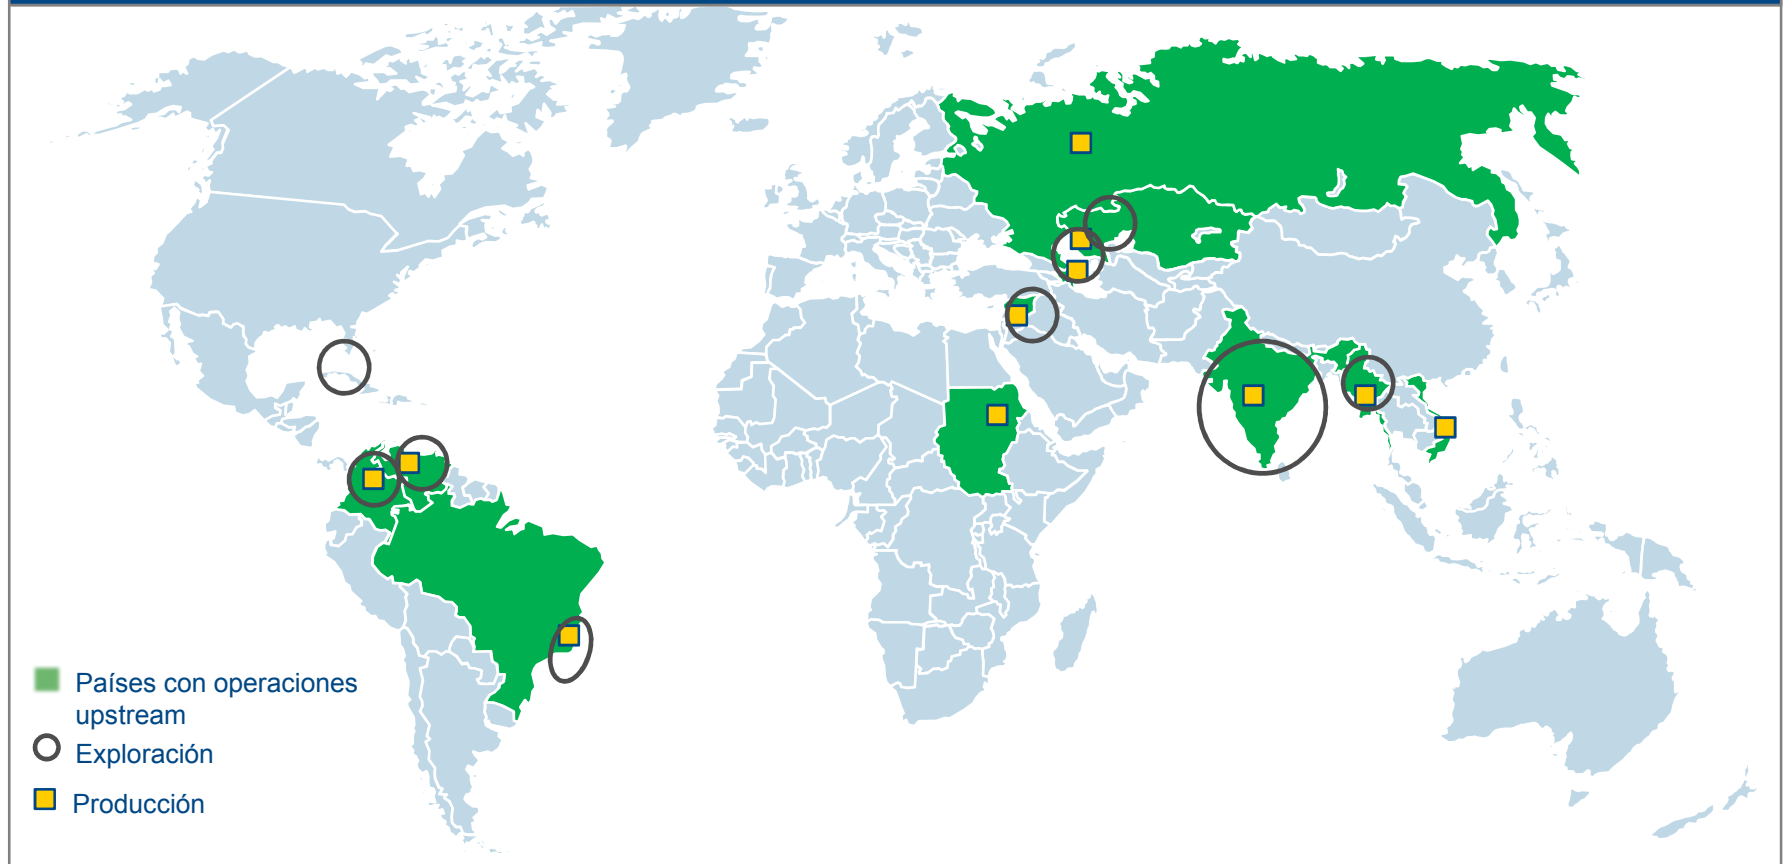 Países con operaciones
upstream
Exploración
Producción